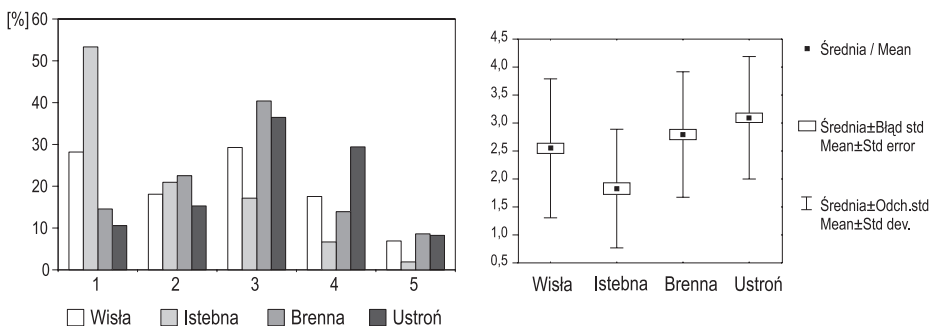 [%] 60
50
40
30
20
10
0
1 2 3 4 5
Wisła Istebna Brenna Ustroń
4,5
4,0
3,5
3,0
2,5
2,0
1,5
1,0
0,5
Wisła Istebna Brenna Ustroń
Średnia / Mean
Średnia±Błąd std
Mean±Std error
Średnia±Odch.std
Mean±Std dev.